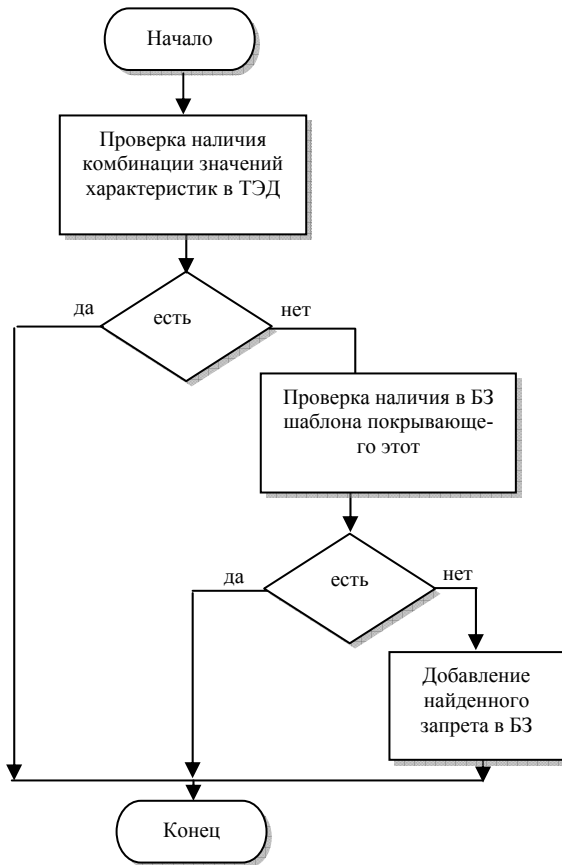 Начало
Проверка наличия
комбинации значений
характеристик в ТЭД
да
есть
нет
Проверка наличия в БЗ
шаблона покрывающе-
го этот
да
есть
нет
Добавление
найденного
запрета в БЗ
Конец